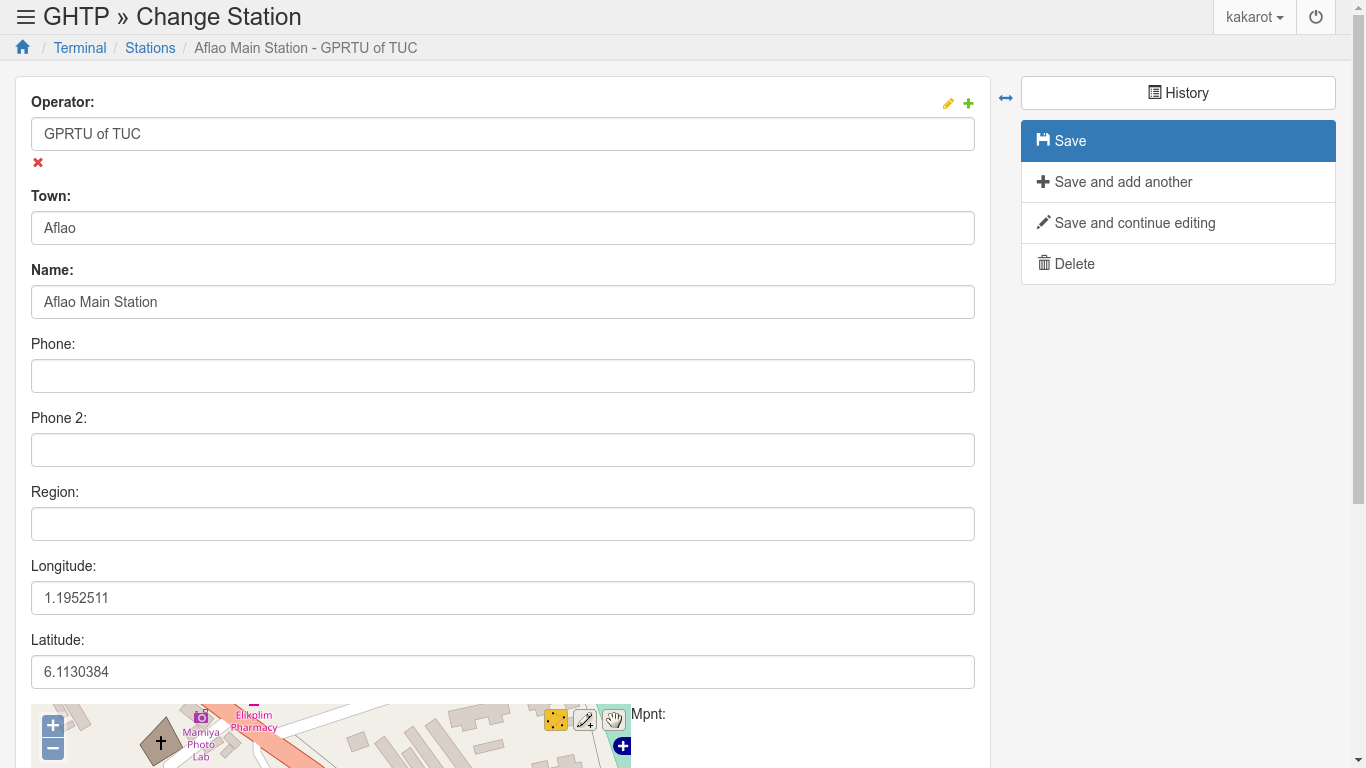 GHTP » Change Station
kakarot
/ Terminal / Stations / Aflao Main Station - GPRTU of TUC
Operator:
GPRTU of TUC
Town:
Aflao
Name:
Aflao Main Station
Phone:
Phone 2:
Region:
Longitude:
1.1952511
Latitude:
6.1130384
History
Save
Save and add another
Save and continue editing
Delete
Elikplim
Pharmacy
Mamiya
Photo
Lab
Mpnt: